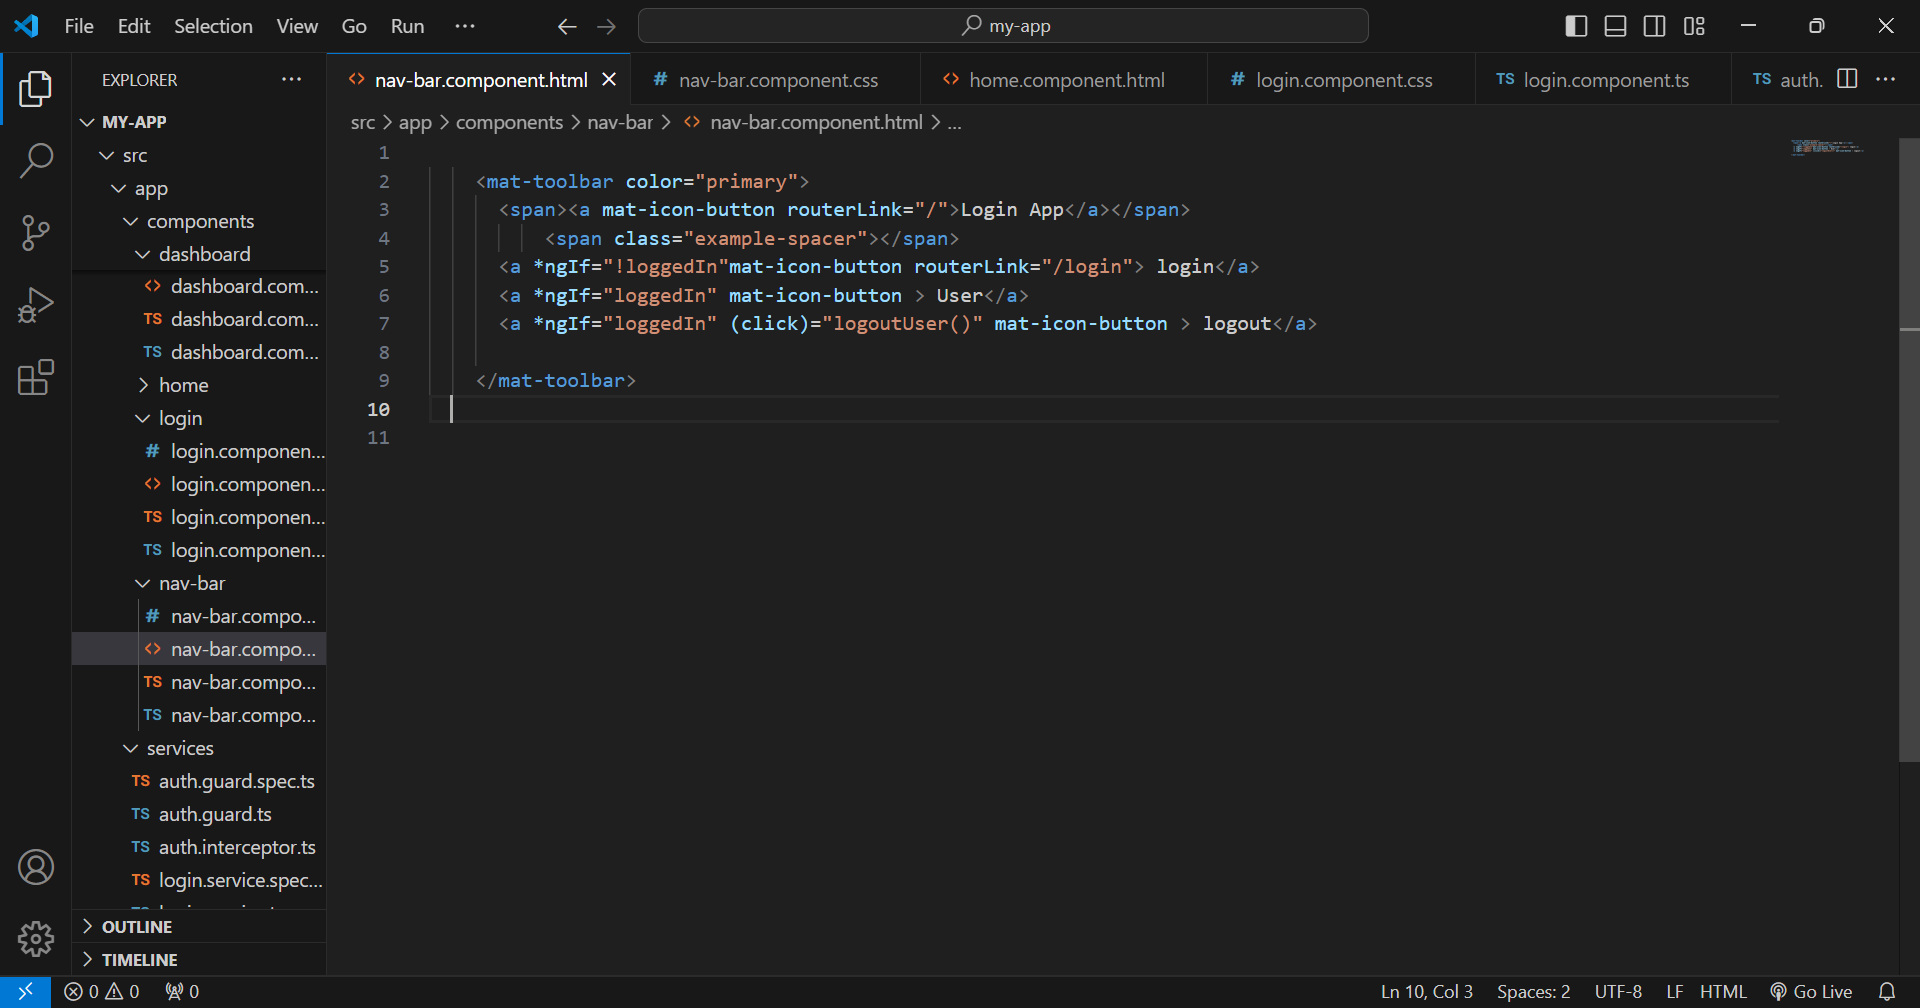 File Edit Selection View Go Run ···
my-app
EXPLORER ···
MY-APP
src
app
components
dashboard
<> dashboard.com...
TS dashboard.com...
TS dashboard.com...
home
login
# login.componen...
<> login.componen...
TS login.componen...
TS login.componen...
nav-bar
# nav-bar.compo...
<> nav-bar.compo...
TS nav-bar.compo...
TS nav-bar.compo...
services
TS auth.guard.spec.ts
TS auth.guard.ts
TS auth.interceptor.ts
TS login.service.spec...
OUTLINE
TIMELINE
<> nav-bar.component.html # nav-bar.component.css <> home.component.html # login.component.css TS login.component.ts TS auth. ···
src > app > components > nav-bar > <> nav-bar.component.html > ...
1
2 <mat-toolbar color="primary">
3 <span><a mat-icon-button routerLink="/">Login App</a></span>
4 <span class="example-spacer"></span>
5 <a *ngIf="!loggedIn"mat-icon-button routerLink="/login"> login</a>
6 <a *ngIf="loggedIn" mat-icon-button > User</a>
7 <a *ngIf="loggedIn" (click)="logoutUser()" mat-icon-button > logout</a>
8
9 </mat-toolbar>
10
11
0 0 0 Ln 10, Col 3 Spaces: 2 UTF-8 LF HTML Go Live